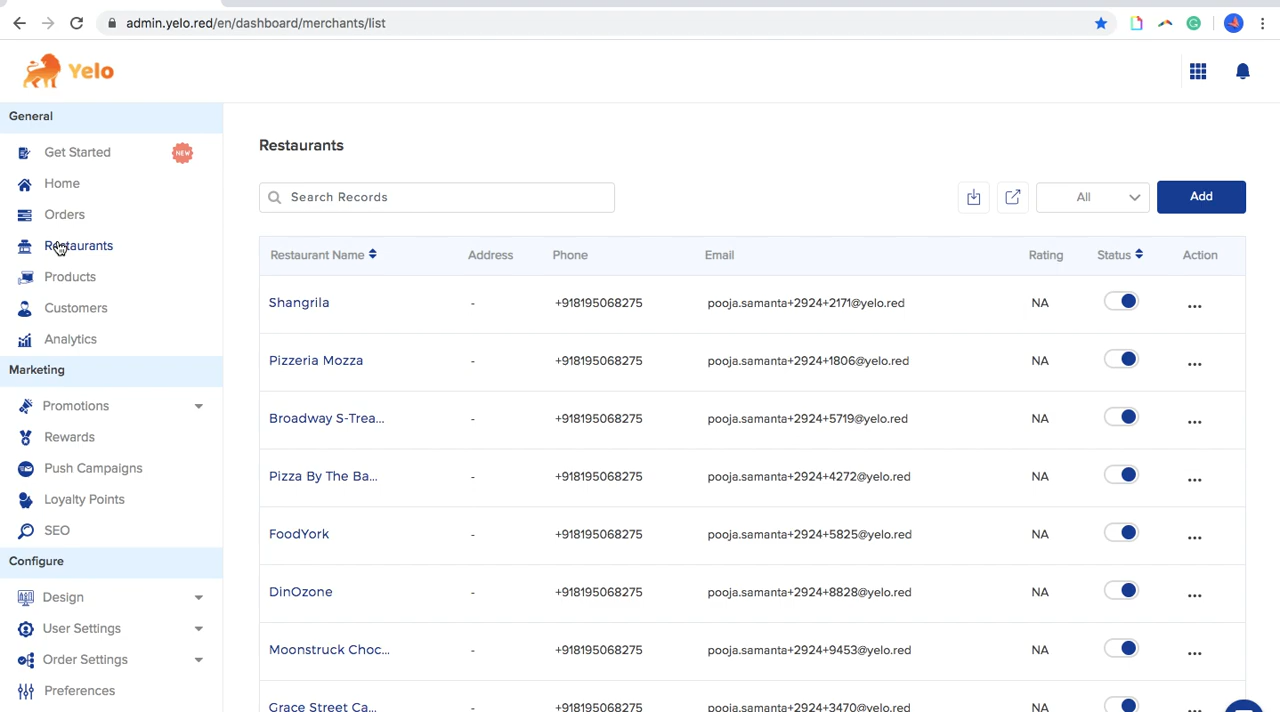 admin.yelo.red/en/dashboard/merchants/list
Yelo
General
Get Started NEW
Home
Orders
Restaurants
Products
Customers
Analytics
Marketing
Promotions
Rewards
Push Campaigns
Loyalty Points
SEO
Configure
Design
User Settings
Order Settings
Preferences
Restaurants
Search Records All Add
Restaurant Name Address Phone Email Rating Status Action
Shangrila - +918195068275 pooja.samanta+2924+2171@yelo.red NA ...
Pizzeria Mozza - +918195068275 pooja.samanta+2924+1806@yelo.red NA ...
Broadway S-Trea... - +918195068275 pooja.samanta+2924+5719@yelo.red NA ...
Pizza By The Ba... - +918195068275 pooja.samanta+2924+4272@yelo.red NA ...
FoodYork - +918195068275 pooja.samanta+2924+5825@yelo.red NA ...
DinOzone - +918195068275 pooja.samanta+2924+8828@yelo.red NA ...
Moonstruck Choc... - +918195068275 pooja.samanta+2924+9453@yelo.red NA ...
Grace Street Ca... - +918195068275 pooja.samanta+2924+3470@yelo.red NA ...